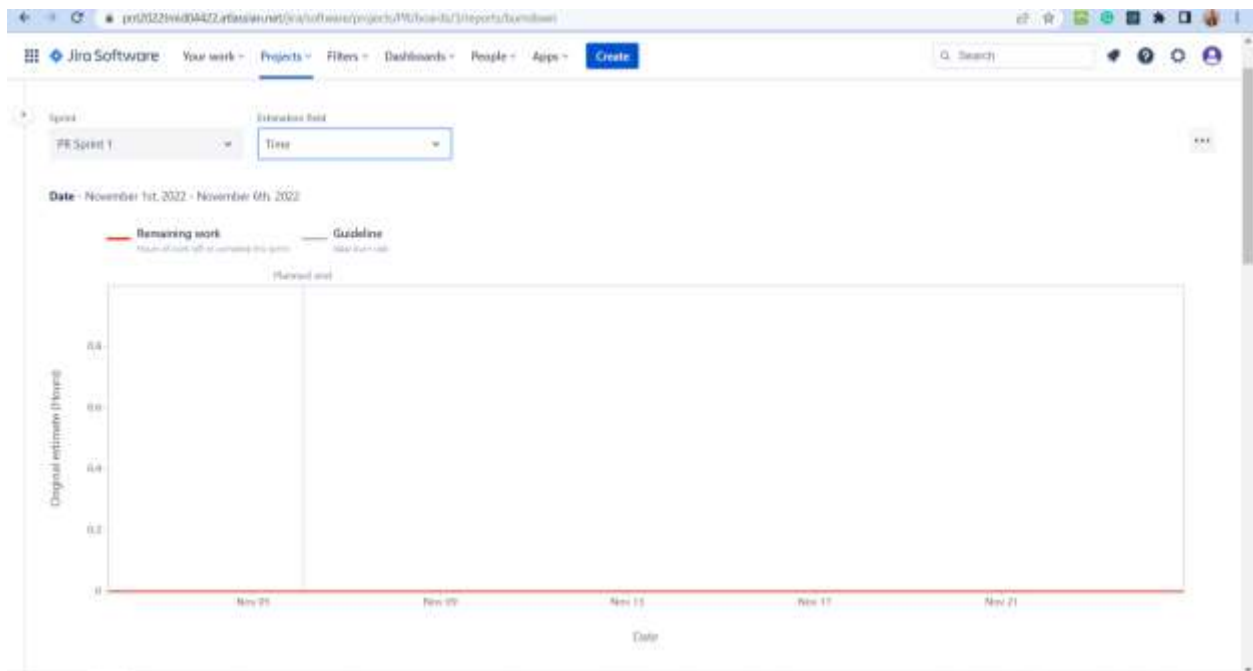 Jira Software Your work Projects Filters Dashboards People Apps Create Search
Sprint Estimation field
PR Sprint 1 Time
Date - November 1st, 2022 - November 6th, 2022
Remaining work Guideline
Planned end
0.8
0.6
0.4
0.2
0
Original estimate (Hours)
Nov 05 Nov 09 Nov 13 Nov 17 Nov 21
Date